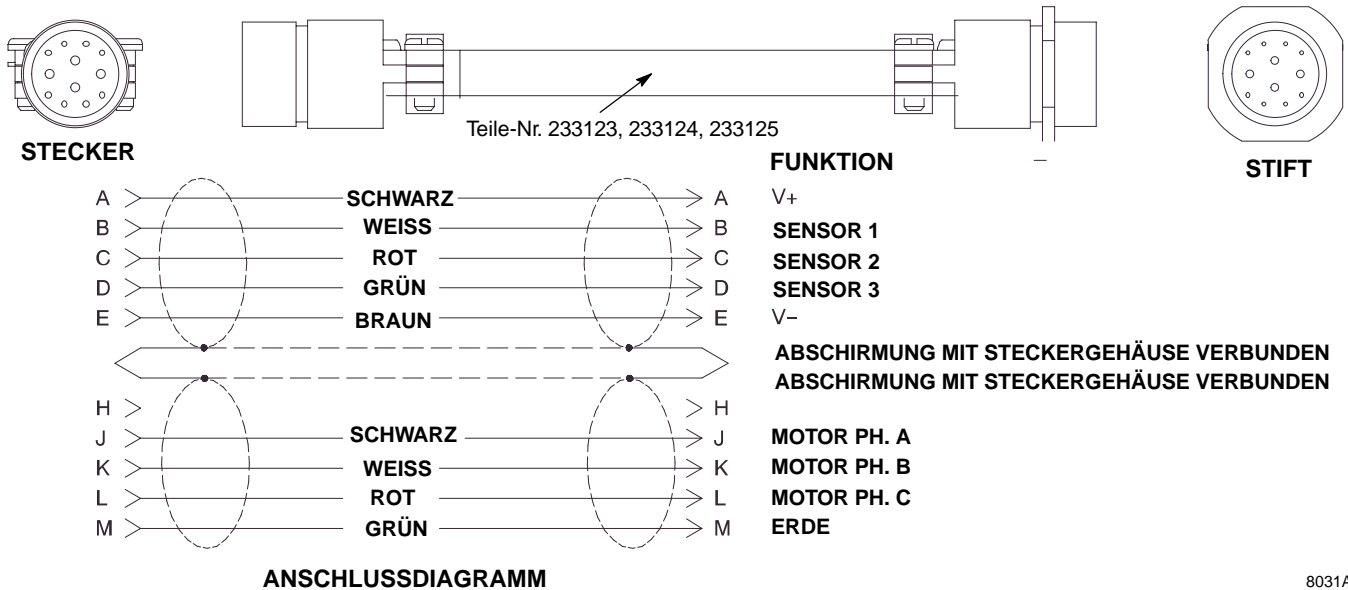 Teile-Nr. 233123, 233124, 233125
STECKER
FUNKTION
STIFT
A SCHWARZ A V+
B WEISS B SENSOR 1
C ROT C SENSOR 2
D GRÜN D SENSOR 3
E BRAUN E V–
ABSCHIRMUNG MIT STECKERGEHÄUSE VERBUNDEN
ABSCHIRMUNG MIT STECKERGEHÄUSE VERBUNDEN
H H
J SCHWARZ J MOTOR PH. A
K WEISS K MOTOR PH. B
L ROT L MOTOR PH. C
M GRÜN M ERDE
ANSCHLUSSDIAGRAMM
8031A